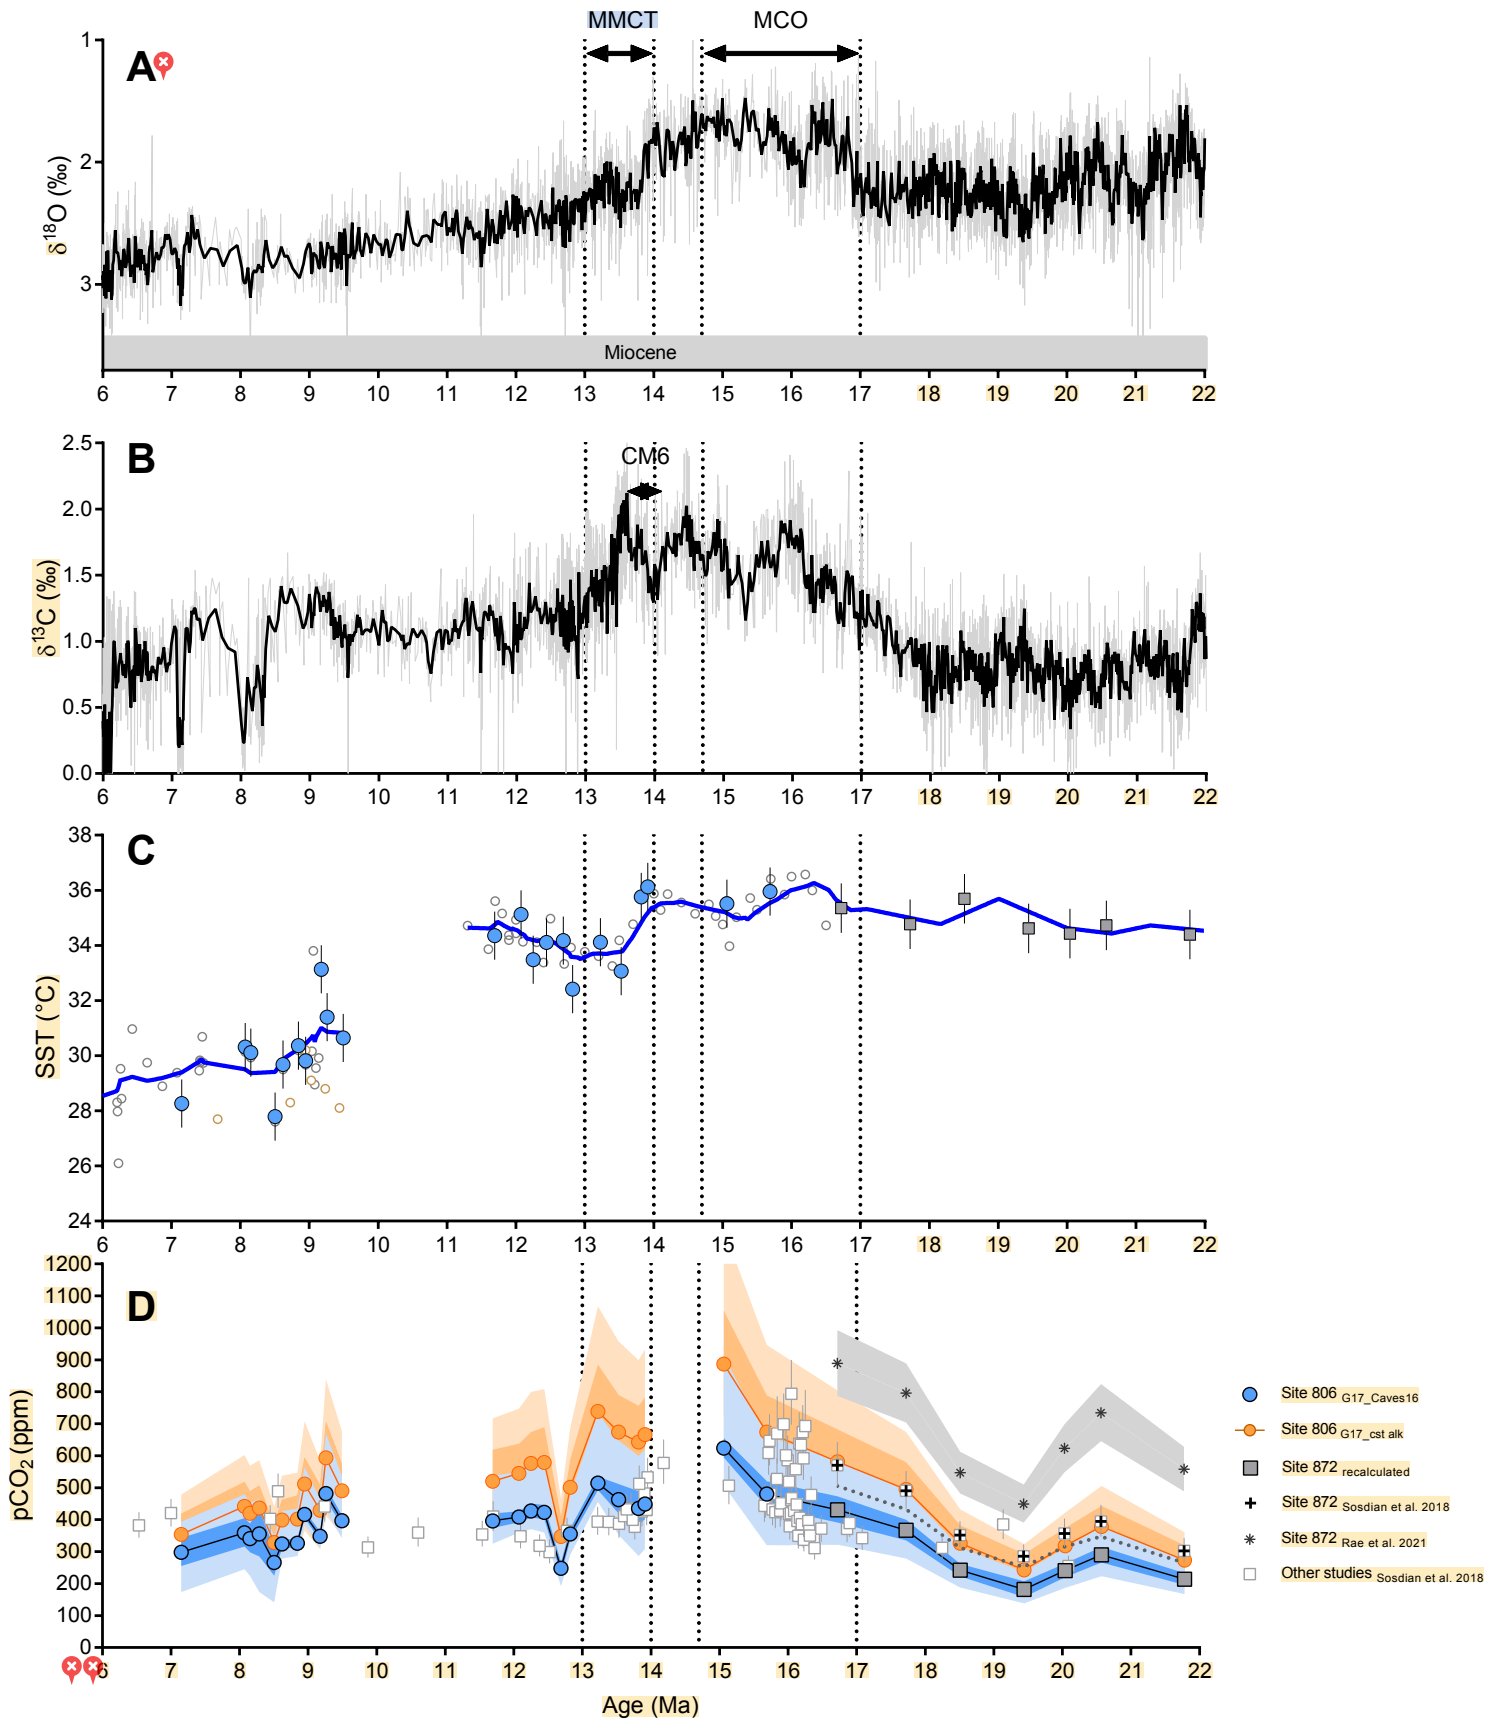 MMCT MCO
A
1
2
3
δ18O (‰)
Miocene
6 7 8 9 10 11 12 13 14 15 16 17 18 19 20 21 22
B
CM6
2.5
2.0
1.5
1.0
0.5
0.0
δ13C (‰)
6 7 8 9 10 11 12 13 14 15 16 17 18 19 20 21 22
C
38
36
34
32
30
28
26
24
SST (°C)
6 7 8 9 10 11 12 13 14 15 16 17 18 19 20 21 22
D
1200
1100
1000
900
800
700
600
500
400
300
200
100
0
pCO2 (ppm)
6 7 8 9 10 11 12 13 14 15 16 17 18 19 20 21 22
Age (Ma)
Site 806 G17_Caves16
Site 806 G17_cst alk
Site 872 recalculated
Site 872 Sosdian et al. 2018
Site 872 Rae et al. 2021
Other studies Sosdian et al. 2018